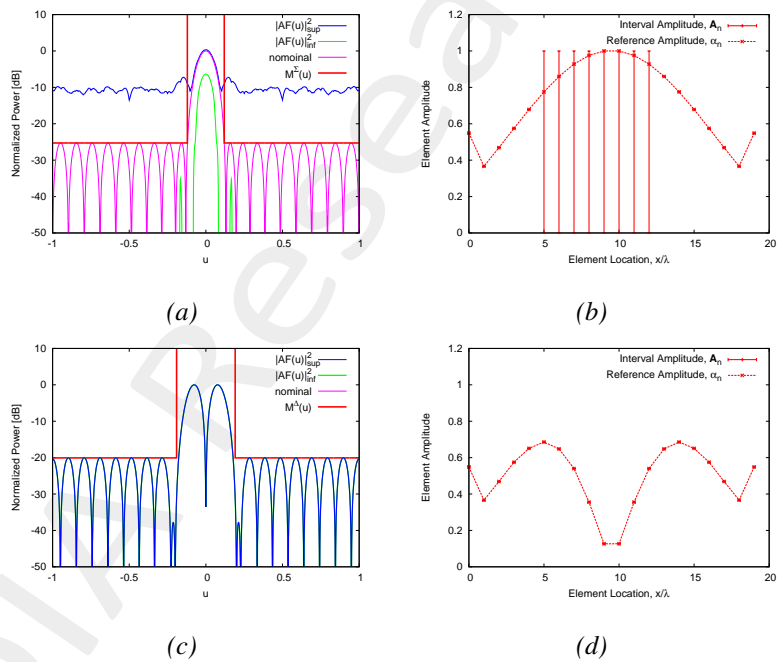 10
0
-10
-20
-30
-40
-50
-1 -0.5 0 0.5 1
Normalized Power [dB]
u
|AF(u)|²sup
|AF(u)|²inf
nomoinal
M^Σ(u)
(a)
1.2
1
0.8
0.6
0.4
0.2
0
0 5 10 15 20
Element Amplitude
Element Location, x/λ
Interval Amplitude, Aₙ
Reference Amplitude, αₙ
(b)
10
0
-10
-20
-30
-40
-50
-1 -0.5 0 0.5 1
Normalized Power [dB]
u
|AF(u)|²sup
|AF(u)|²inf
nominal
M^Δ(u)
(c)
1.2
1
0.8
0.6
0.4
0.2
0
0 5 10 15 20
Element Amplitude
Element Location, x/λ
Interval Amplitude, Aₙ
Reference Amplitude, αₙ
(d)
DIA Resea